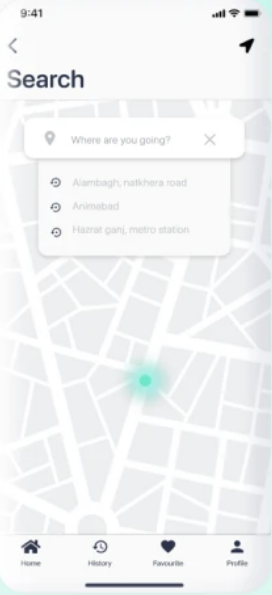 9:41
Search
Where are you going?
Alambagh, natkhera road
Animabad
Hazrat ganj, metro station
Home
History
Favourite
Profile